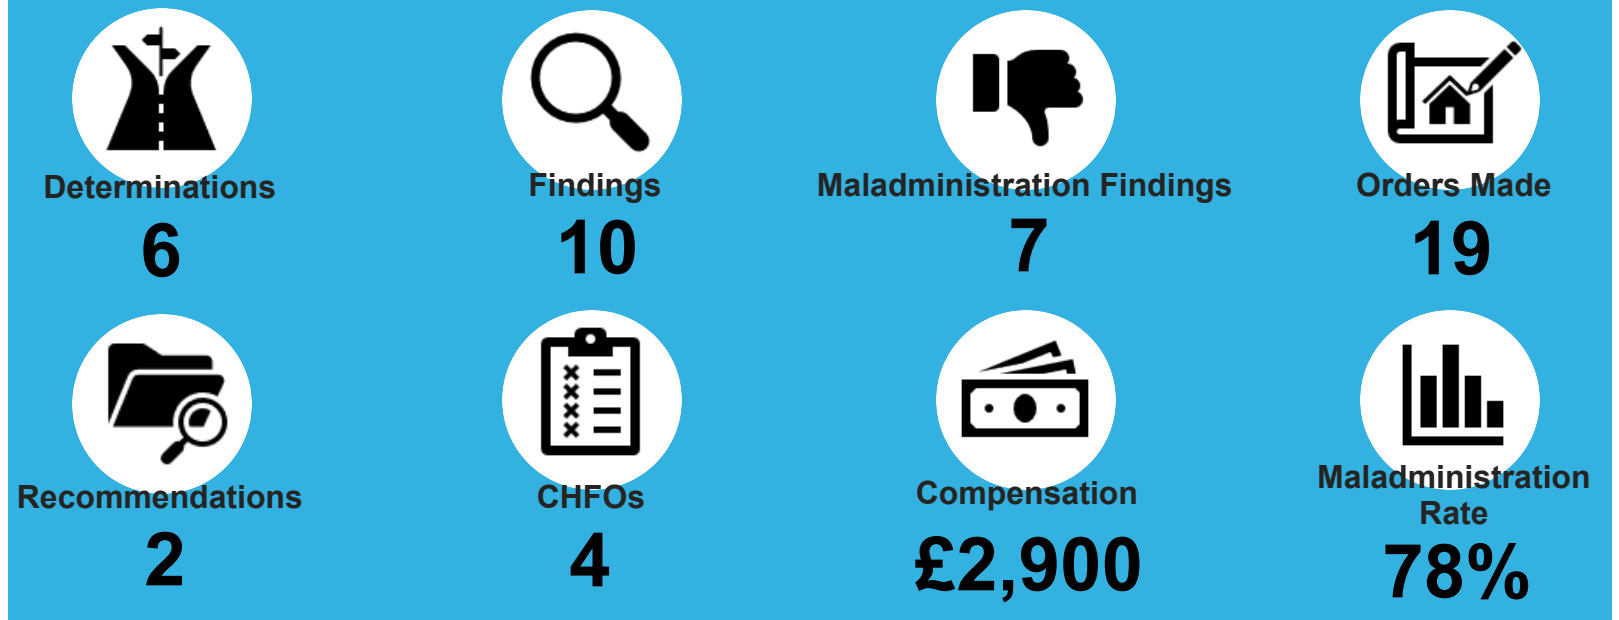 Determinations
6
Findings
10
Maladministration Findings
7
Orders Made
19
Recommendations
2
CHFOs
4
Compensation
£2,900
Maladministration
Rate
78%